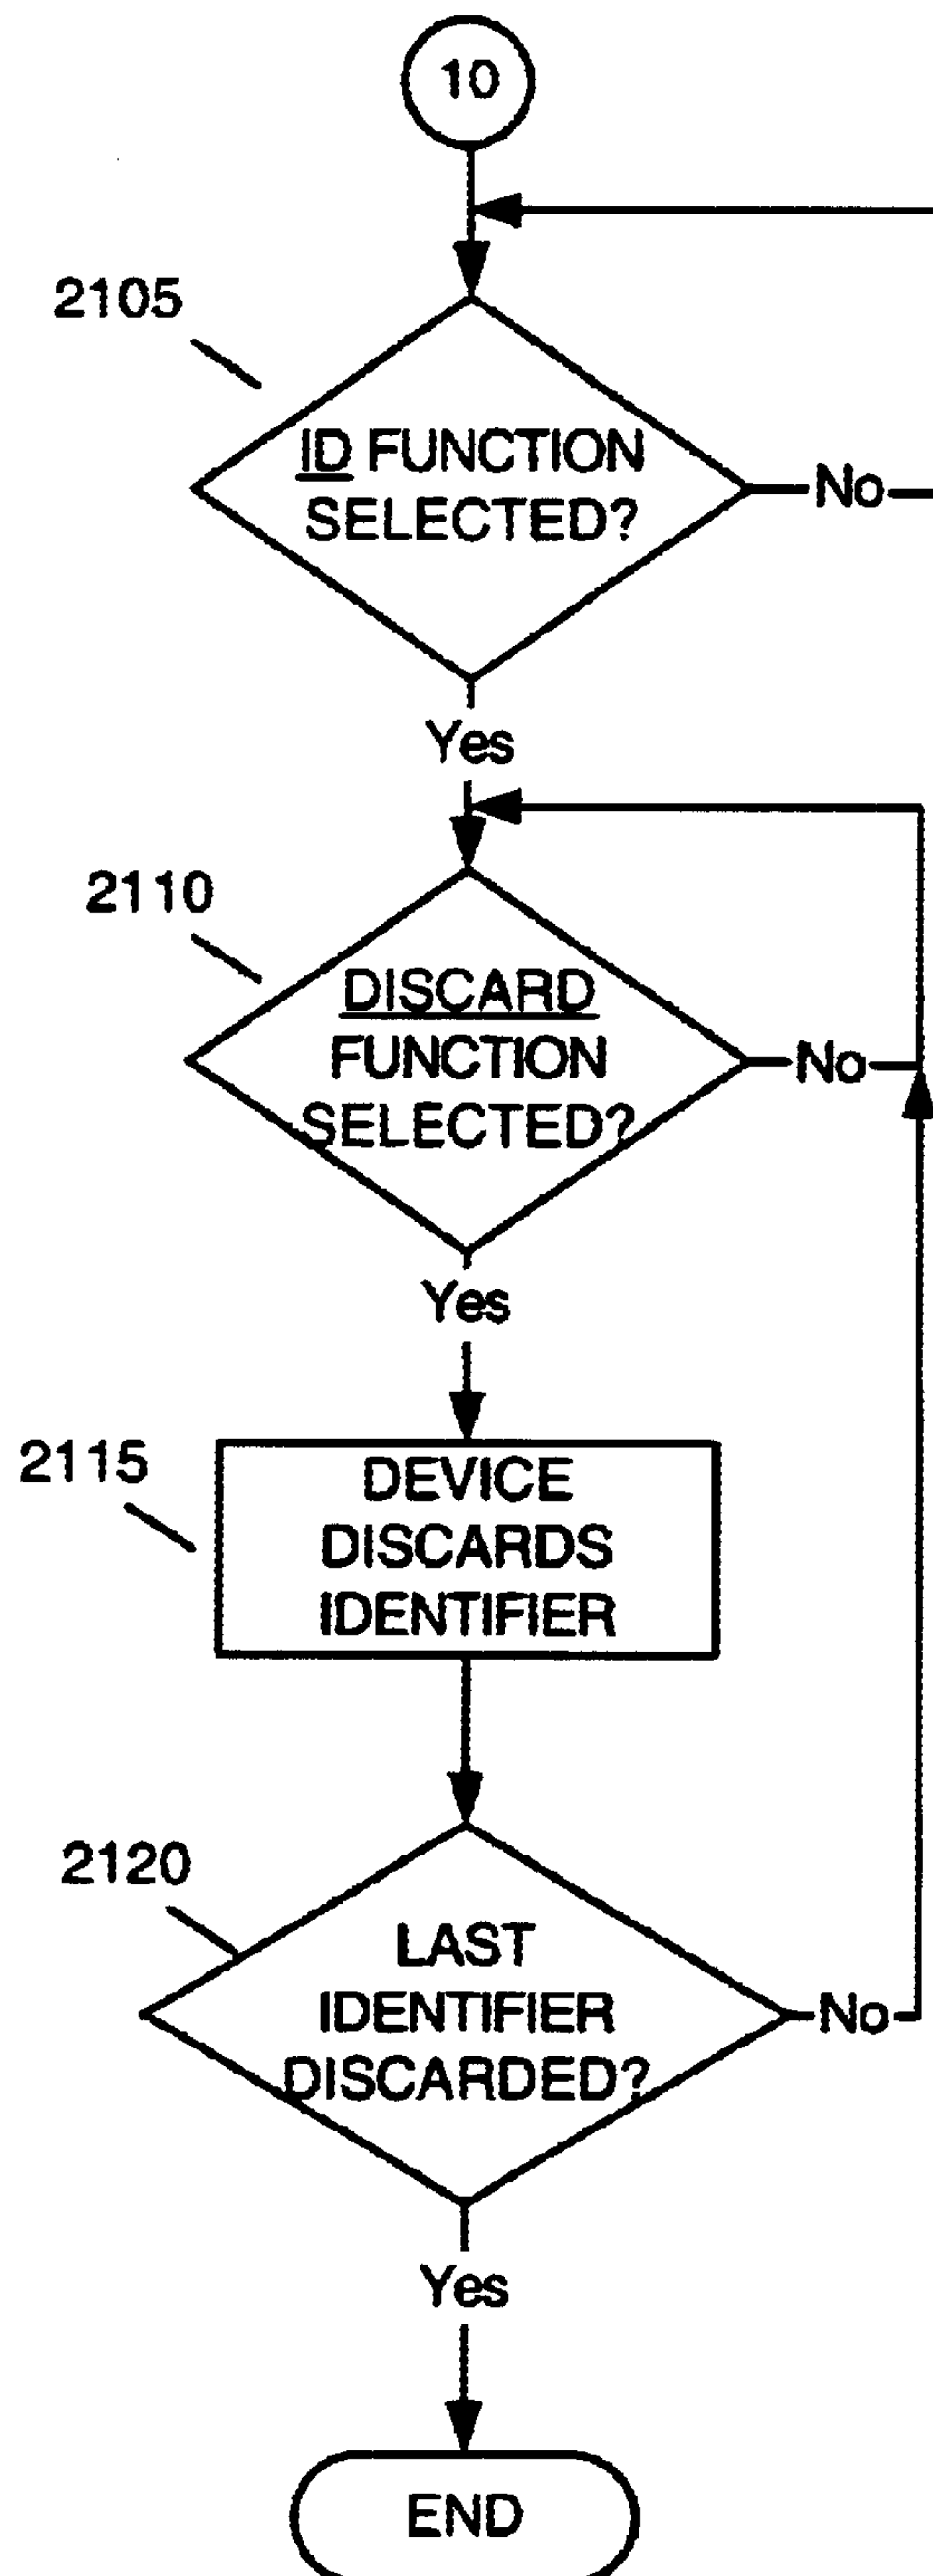 10
2105
ID FUNCTION
SELECTED?
No
Yes
2110
DISCARD
FUNCTION
SELECTED?
No
Yes
2115
DEVICE
DISCARDS
IDENTIFIER
2120
LAST
IDENTIFIER
DISCARDED?
No
Yes
END